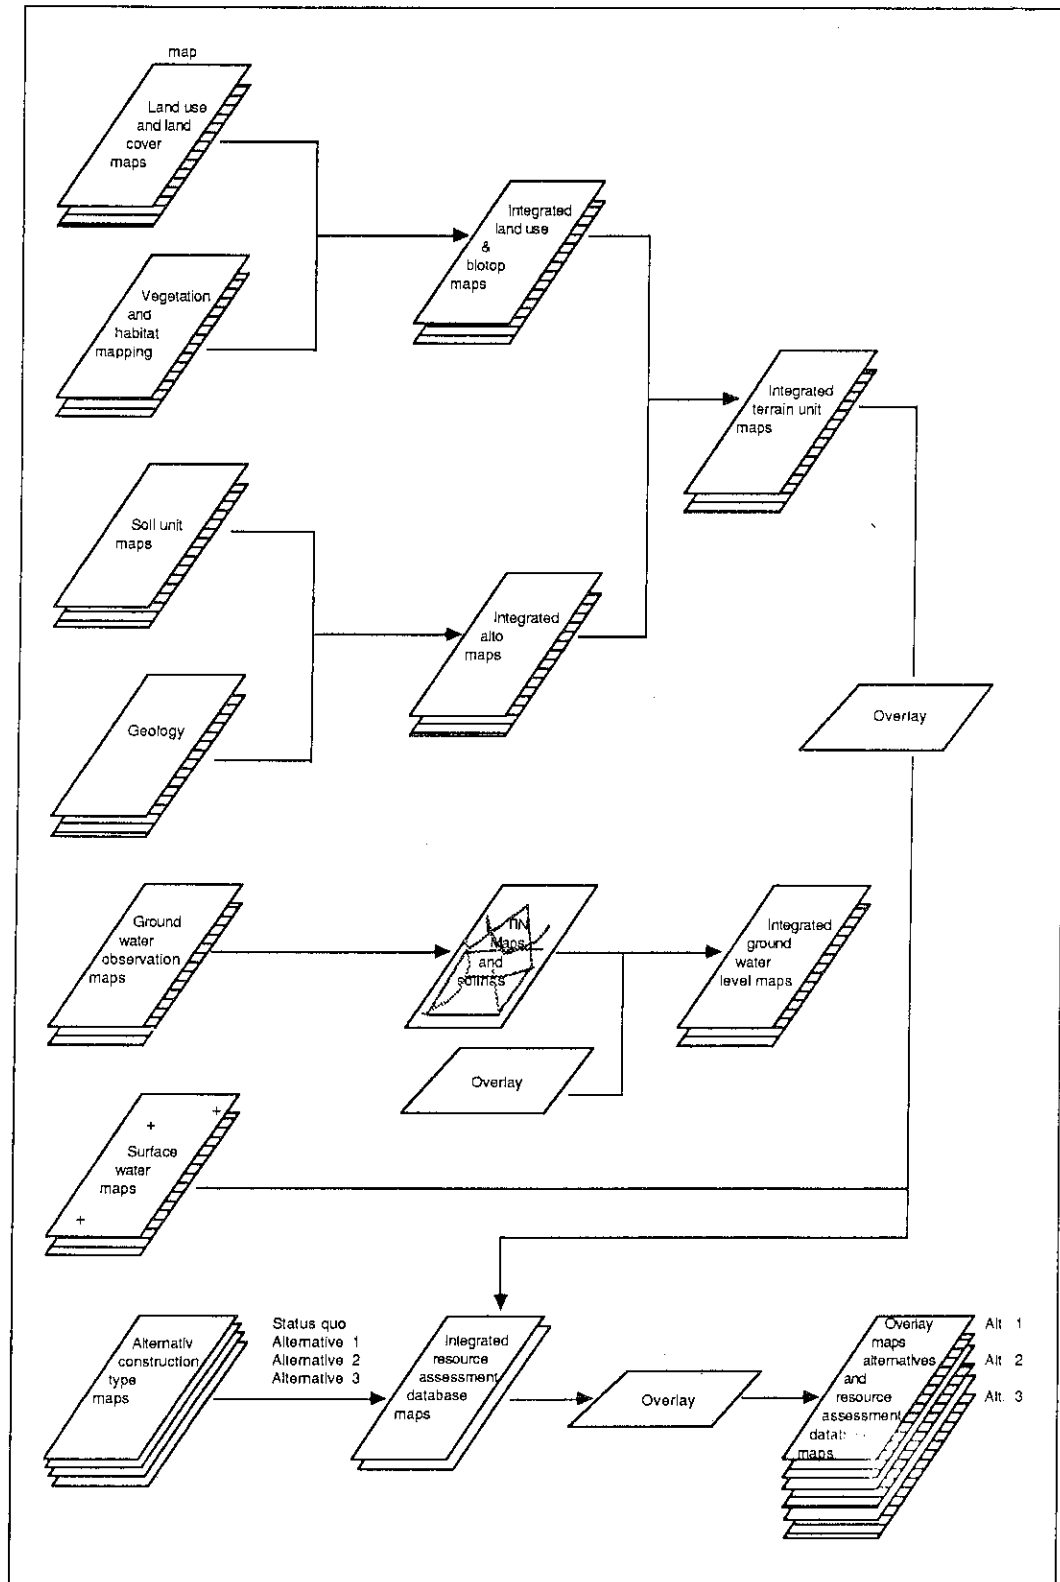 map
Land use
and land
cover
maps
Vegetation
and
habitat
mapping
Integrated
land use
&
biotop
maps
Integrated
terrain unit
maps
Soil unit
maps
Integrated
alto
maps
Geology
Overlay
Ground
water
observation
maps
TIN
Maps
and
Integrated
ground
water
level maps
Overlay
+
+
Surface
water
maps
+
Alternativ
construction
type
maps
Status quo
Alternative 1
Alternative 2
Alternative 3
Integrated
resource
assessment
database
maps
Overlay
Overlay
maps
alternatives
and
resource
assessment
maps
Alt. 1
Alt. 2
Alt. 3